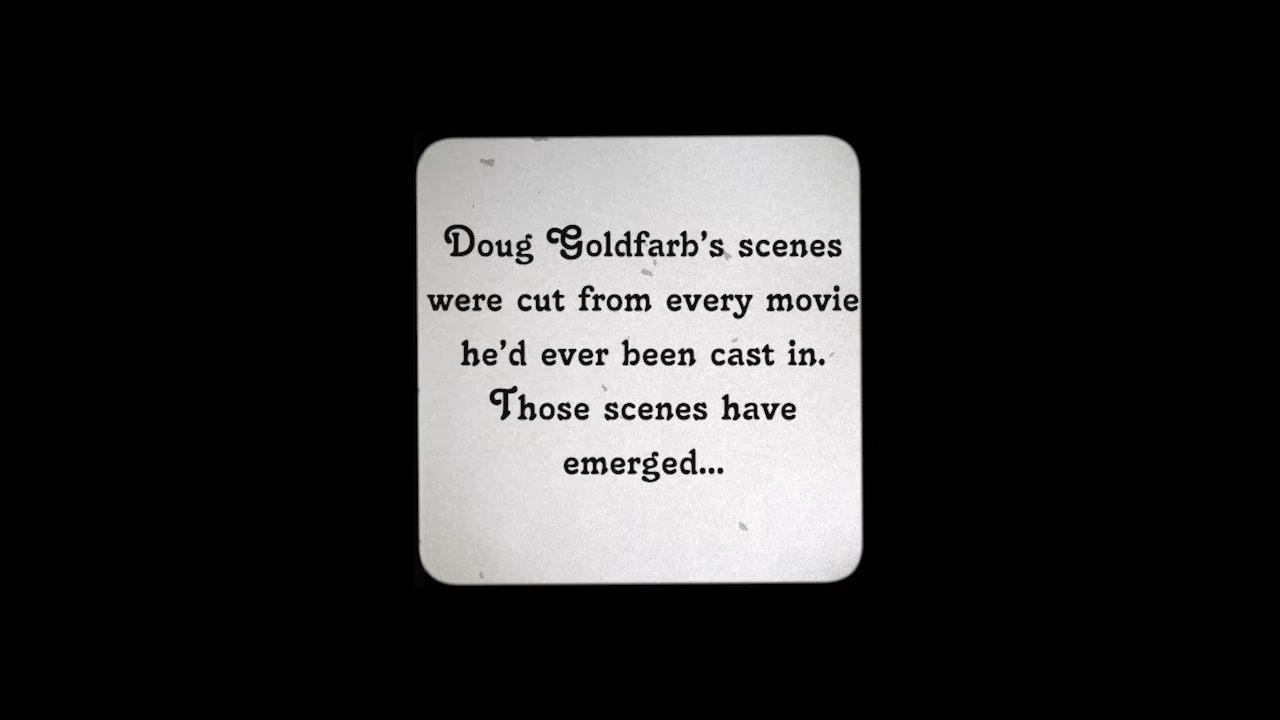 Doug Goldfarb's scenes
were cut from every movie
he'd ever been cast in.
Those scenes have
emerged...